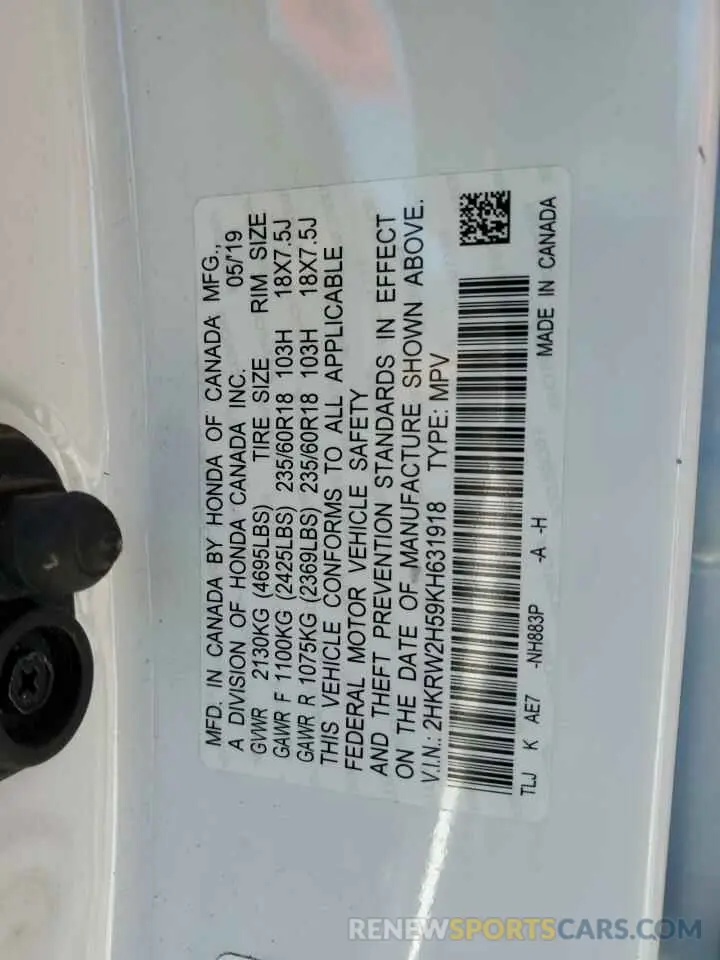 MFD. IN CANADA BY HONDA OF CANADA MFG.,
A DIVISION OF HONDA CANADA INC. 05/'19
GVWR 2130KG (4695LBS) TIRE SIZE RIM SIZE
GAWR F 1100KG (2425LBS) 235/60R18 103H 18X7.5J
GAWR R 1075KG (2369LBS) 235/60R18 103H 18X7.5J
THIS VEHICLE CONFORMS TO ALL APPLICABLE
FEDERAL MOTOR VEHICLE SAFETY
AND THEFT PREVENTION STANDARDS IN EFFECT
ON THE DATE OF MANUFACTURE SHOWN ABOVE.
V.I.N.: 2HKRW2H59KH631918 TYPE: MPV
TLJ K AE7 -NH883P -A -H MADE IN CANADA
RENEWSPORTSCARS.COM